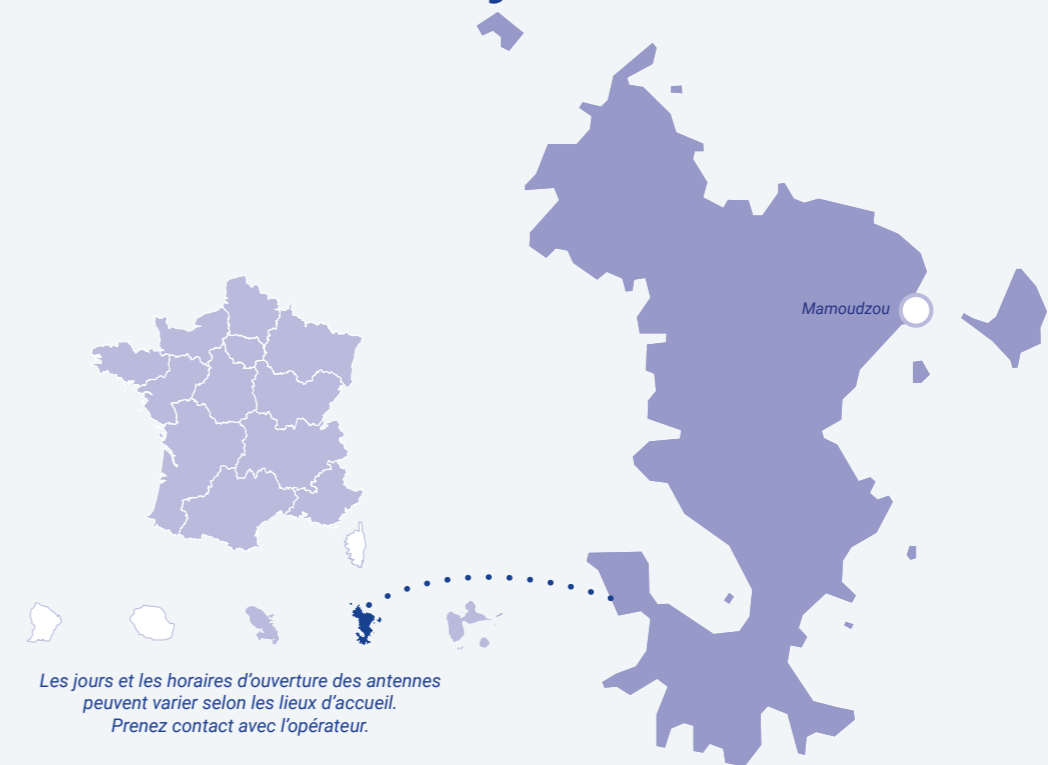 Mamoudzou
Les jours et les horaires d’ouverture des antennes
peuvent varier selon les lieux d’accueil.
Prenez contact avec l’opérateur.